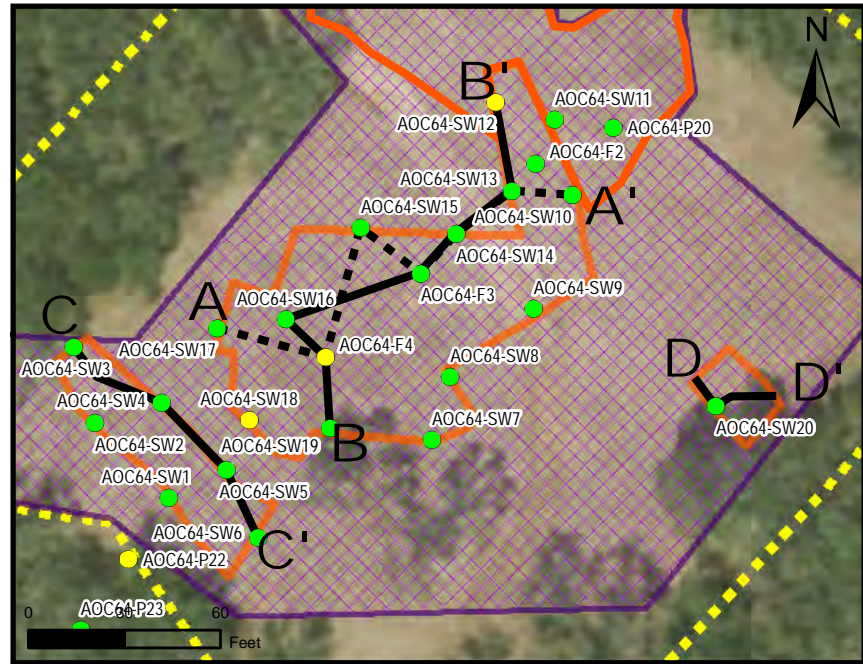 N
B'
AOC64-SW11
AOC64-SW12
AOC64-P20
AOC64-F2
AOC64-SW13
A'
AOC64-SW15
AOC64-SW10
AOC64-SW14
AOC64-F3
AOC64-SW9
AOC64-SW16
A
C
AOC64-SW17
AOC64-F4
AOC64-SW3
AOC64-SW8
D
D'
AOC64-SW4
AOC64-SW18
AOC64-SW7
AOC64-SW20
AOC64-SW2
AOC64-SW19
B
AOC64-SW1
AOC64-SW5
AOC64-SW6
C'
AOC64-P22
AOC64-P23
0 30 60
Feet